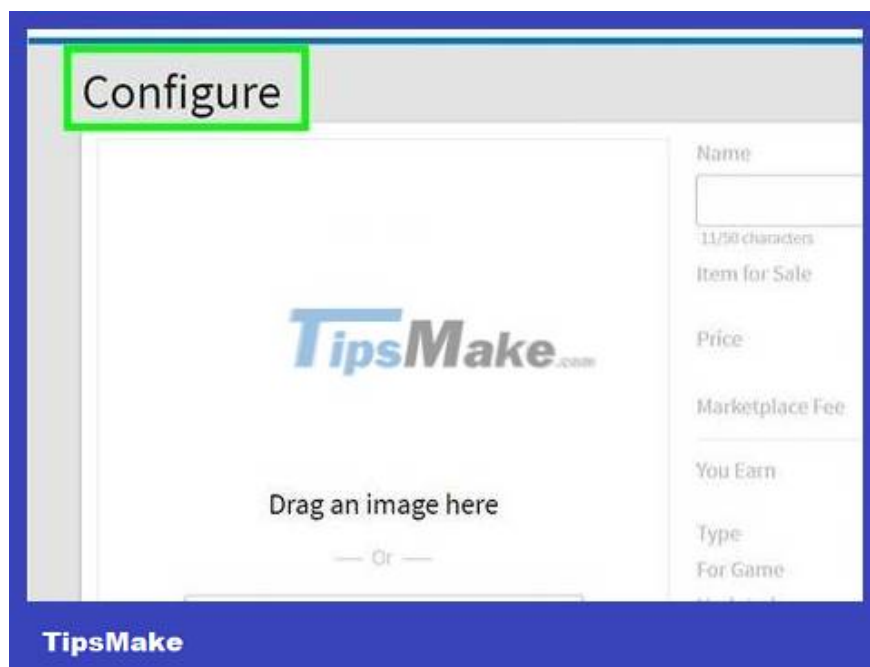 Configure
Name
11/50 characters
Item for Sale
TipsMake.com
Price
Marketplace Fee
You Earn
Drag an image here
Type
Or
For Game
TipsMake